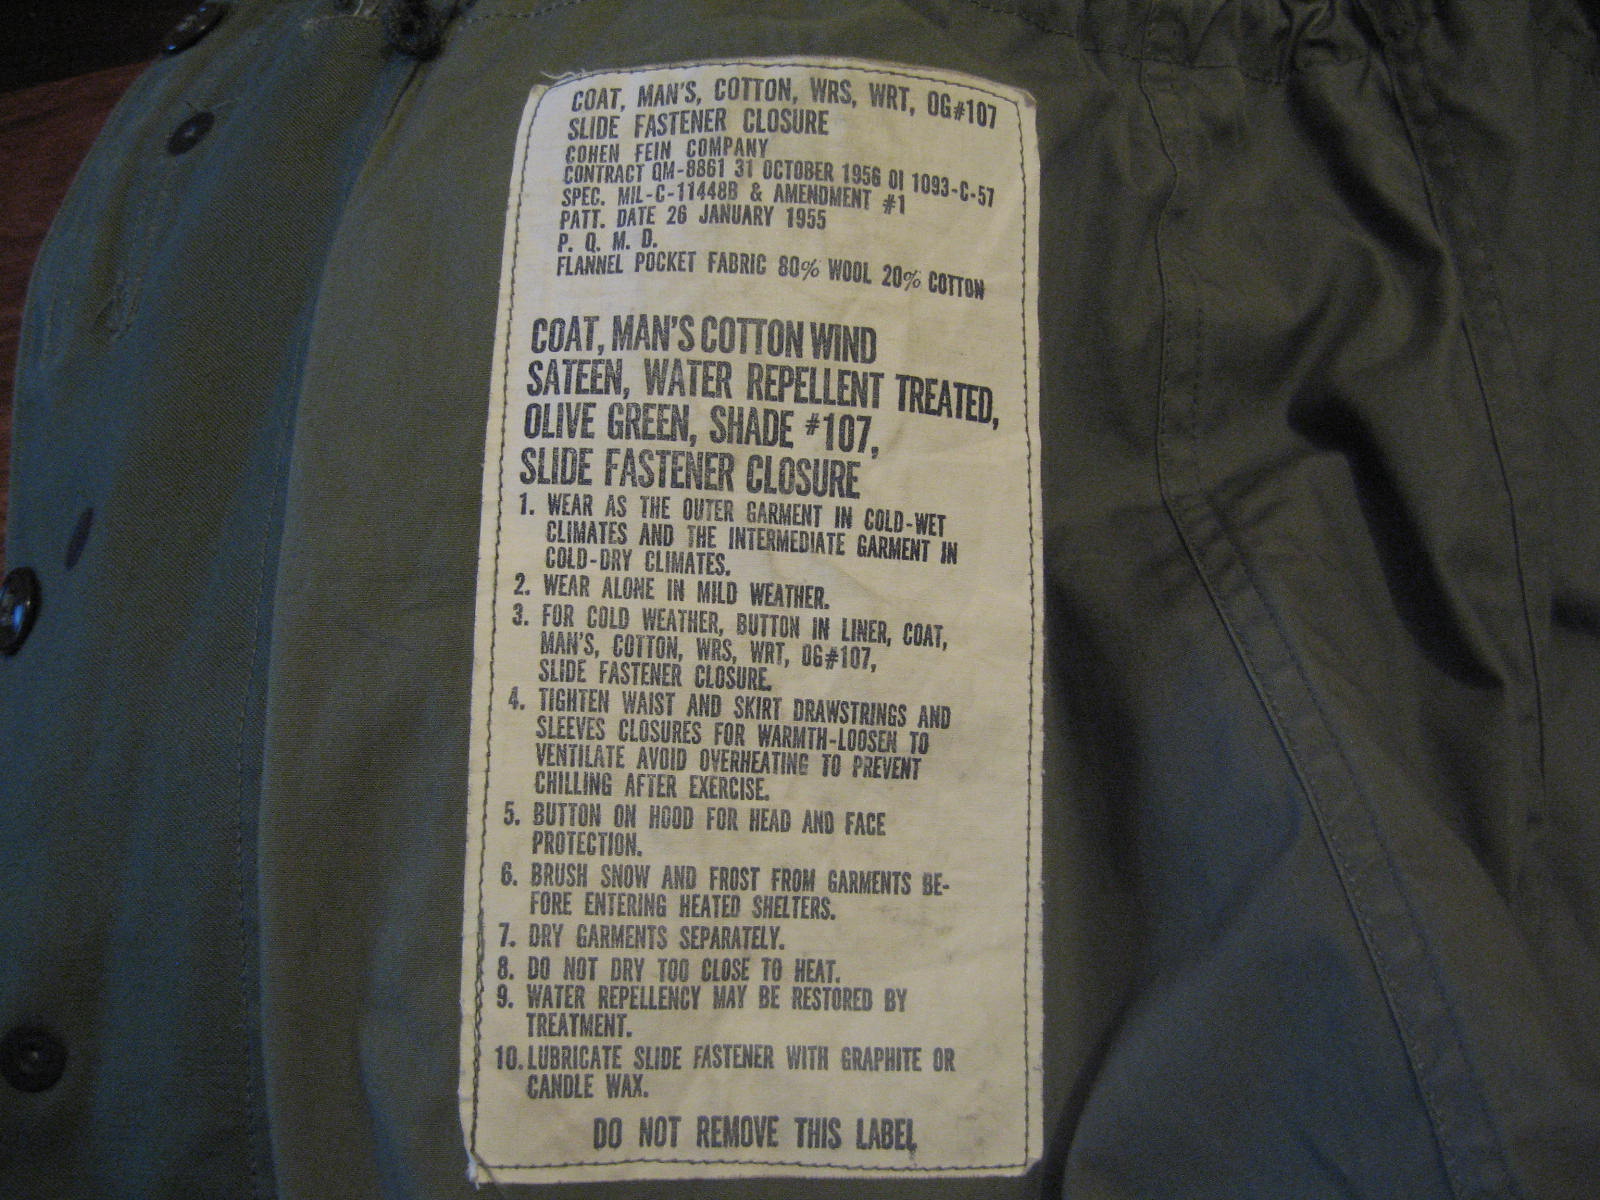 COAT, MAN'S, COTTON, WRS, WRT, OG#107
SLIDE FASTENER CLOSURE
COHEN FEIN COMPANY
CONTRACT QM-8861 31 OCTOBER 1956 OI 1093-C-57
SPEC. MIL-C-11448B & AMENDMENT #1
PATT. DATE 26 JANUARY 1955
P. Q. M. D.
FLANNEL POCKET FABRIC 80% WOOL 20% COTTON
COAT, MAN'S COTTON WIND
SATEEN, WATER REPELLENT TREATED,
OLIVE GREEN, SHADE #107,
SLIDE FASTENER CLOSURE
1. WEAR AS THE OUTER GARMENT IN COLD-WET
CLIMATES AND THE INTERMEDIATE GARMENT IN
COLD-DRY CLIMATES.
2. WEAR ALONE IN MILD WEATHER.
3. FOR COLD WEATHER, BUTTON IN LINER, COAT,
MAN'S, COTTON, WRS, WRT, OG#107,
SLIDE FASTENER CLOSURE.
4. TIGHTEN WAIST AND SKIRT DRAWSTRINGS AND
SLEEVES CLOSURES FOR WARMTH-LOOSEN TO
VENTILATE AVOID OVERHEATING TO PREVENT
CHILLING AFTER EXERCISE.
5. BUTTON ON HOOD FOR HEAD AND FACE
PROTECTION.
6. BRUSH SNOW AND FROST FROM GARMENTS BE-
FORE ENTERING HEATED SHELTERS.
7. DRY GARMENTS SEPARATELY.
8. DO NOT DRY TOO CLOSE TO HEAT.
9. WATER REPELLENCY MAY BE RESTORED BY
TREATMENT.
10. LUBRICATE SLIDE FASTENER WITH GRAPHITE OR
CANDLE WAX.
DO NOT REMOVE THIS LABEL